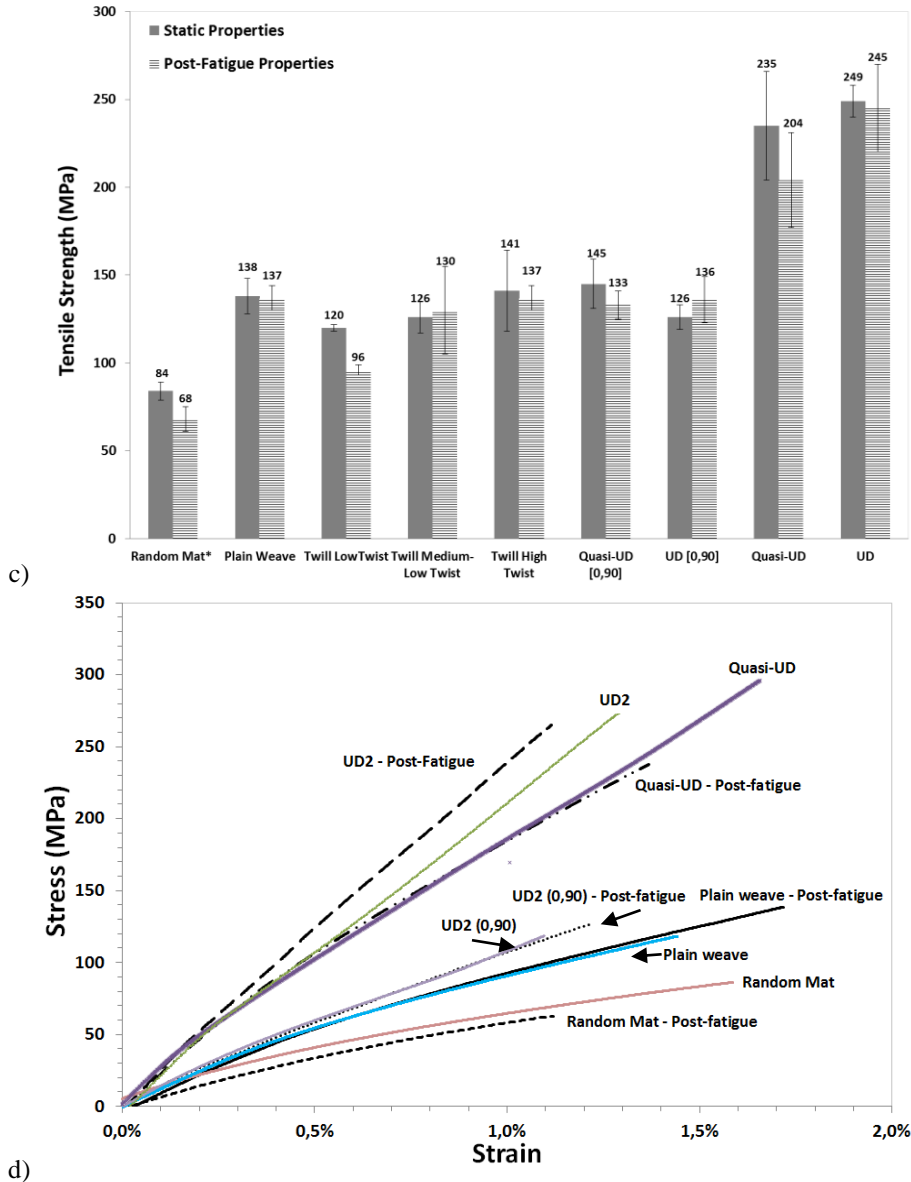 300
Static Properties
Post-Fatigue Properties
250
200
150
100
50
0
Tensile Strength (MPa)
84
68
138
137
120
96
126
130
141
137
145
133
126
136
235
204
249
245
Random Mat*
Plain Weave
Twill LowTwist
Twill Medium-
Low Twist
Twill High
Twist
Quasi-UD
[0,90]
UD [0,90]
Quasi-UD
UD
c)
350
300
250
200
150
100
50
0
Stress (MPa)
Quasi-UD
UD2
UD2 - Post-Fatigue
Quasi-UD - Post-fatigue
UD2 (0,90) - Post-fatigue
Plain weave - Post-fatigue
UD2 (0,90)
Plain weave
Random Mat
Random Mat - Post-fatigue
0,0%
0,5%
1,0%
1,5%
2,0%
Strain
d)